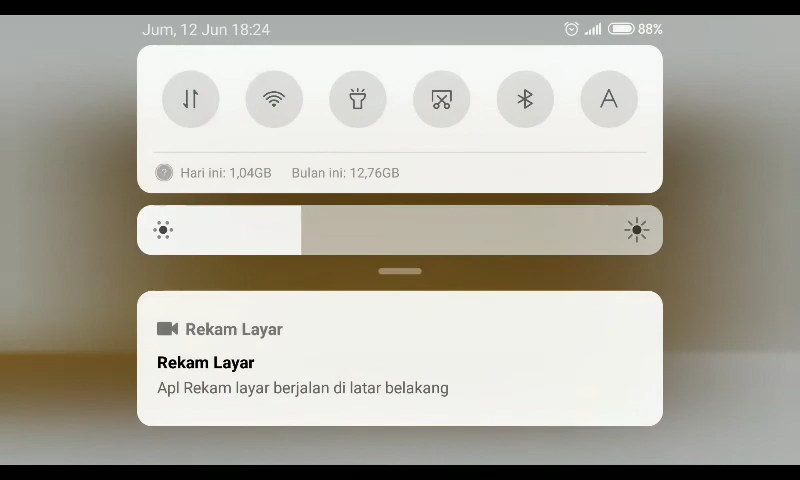 Jum, 12 Jun 18:24 88%
A
Hari ini: 1,04GB Bulan ini: 12,76GB
Rekam Layar
Rekam Layar
Apl Rekam layar berjalan di latar belakang